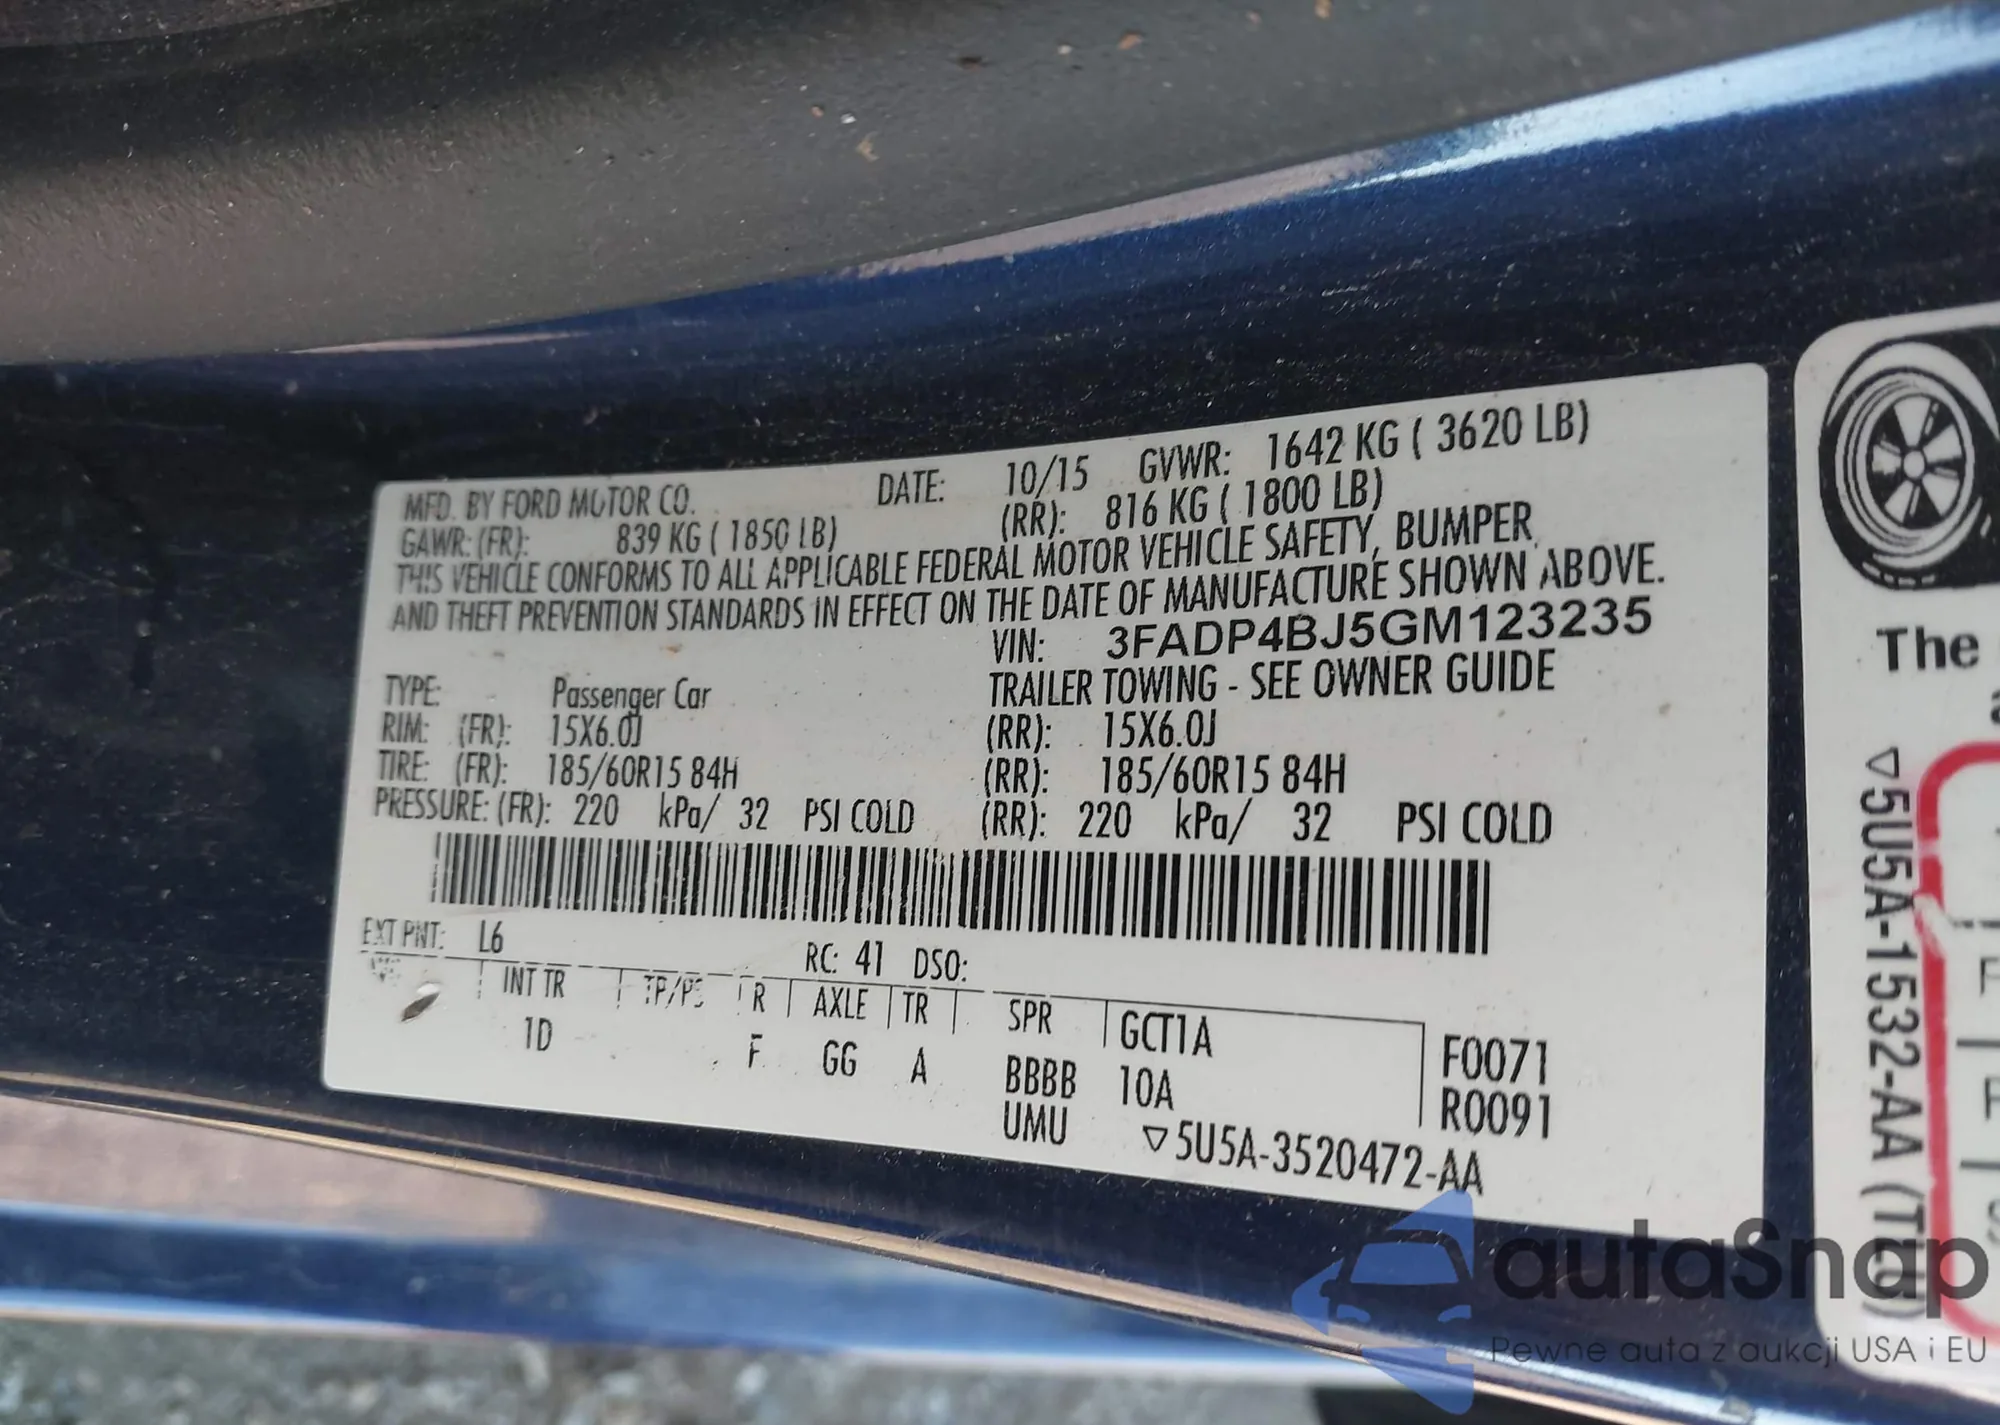 MFD. BY FORD MOTOR CO. DATE: 10/15 GVWR: 1642 KG ( 3620 LB)
GAWR: (FR): 839 KG ( 1850 LB) (RR): 816 KG ( 1800 LB)
THIS VEHICLE CONFORMS TO ALL APPLICABLE FEDERAL MOTOR VEHICLE SAFETY, BUMPER,
AND THEFT PREVENTION STANDARDS IN EFFECT ON THE DATE OF MANUFACTURE SHOWN ABOVE.
VIN: 3FADP4BJ5GM123235
TYPE: Passenger Car TRAILER TOWING - SEE OWNER GUIDE
RIM: (FR): 15X6.0J (RR): 15X6.0J
TIRE: (FR): 185/60R15 84H (RR): 185/60R15 84H
PRESSURE: (FR): 220 kPa/ 32 PSI COLD (RR): 220 kPa/ 32 PSI COLD
EXT PNT: L6 RC: 41 DSO:
INT TR TP/PS R AXLE TR SPR GCT1A F0071
1D F GG A BBBB 10A R0091
UMU ▽5U5A-3520472-AA
The
▽5U5A-1532-AA (TEU)
autaSnap
Pewne auta z aukcji USA i EU